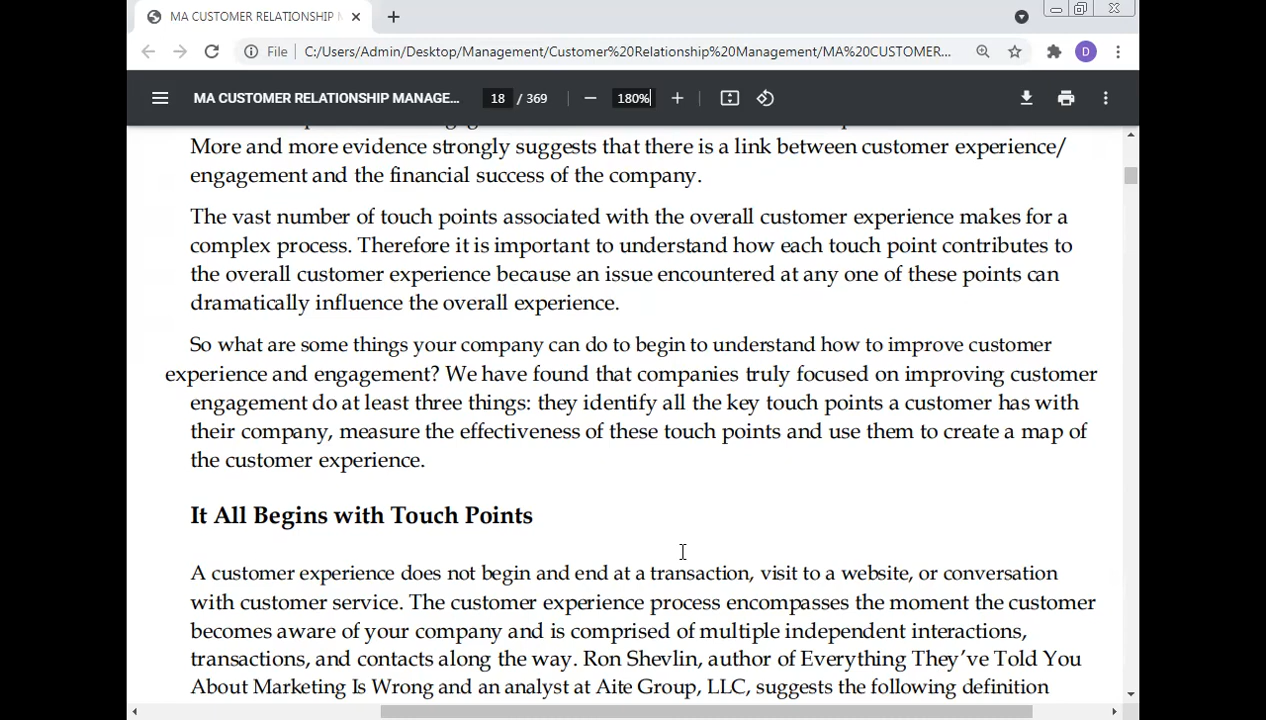 MA CUSTOMER RELATIONSHIP M
File C:/Users/Admin/Desktop/Management/Customer%20Relationship%20Management/MA%20CUSTOMER... D
MA CUSTOMER RELATIONSHIP MANAGE... 18 / 369 180%
More and more evidence strongly suggests that there is a link between customer experience/
engagement and the financial success of the company.
The vast number of touch points associated with the overall customer experience makes for a
complex process. Therefore it is important to understand how each touch point contributes to
the overall customer experience because an issue encountered at any one of these points can
dramatically influence the overall experience.
So what are some things your company can do to begin to understand how to improve customer
experience and engagement? We have found that companies truly focused on improving customer
engagement do at least three things: they identify all the key touch points a customer has with
their company, measure the effectiveness of these touch points and use them to create a map of
the customer experience.
It All Begins with Touch Points
A customer experience does not begin and end at a transaction, visit to a website, or conversation
with customer service. The customer experience process encompasses the moment the customer
becomes aware of your company and is comprised of multiple independent interactions,
transactions, and contacts along the way. Ron Shevlin, author of Everything They’ve Told You
About Marketing Is Wrong and an analyst at Aite Group, LLC, suggests the following definition